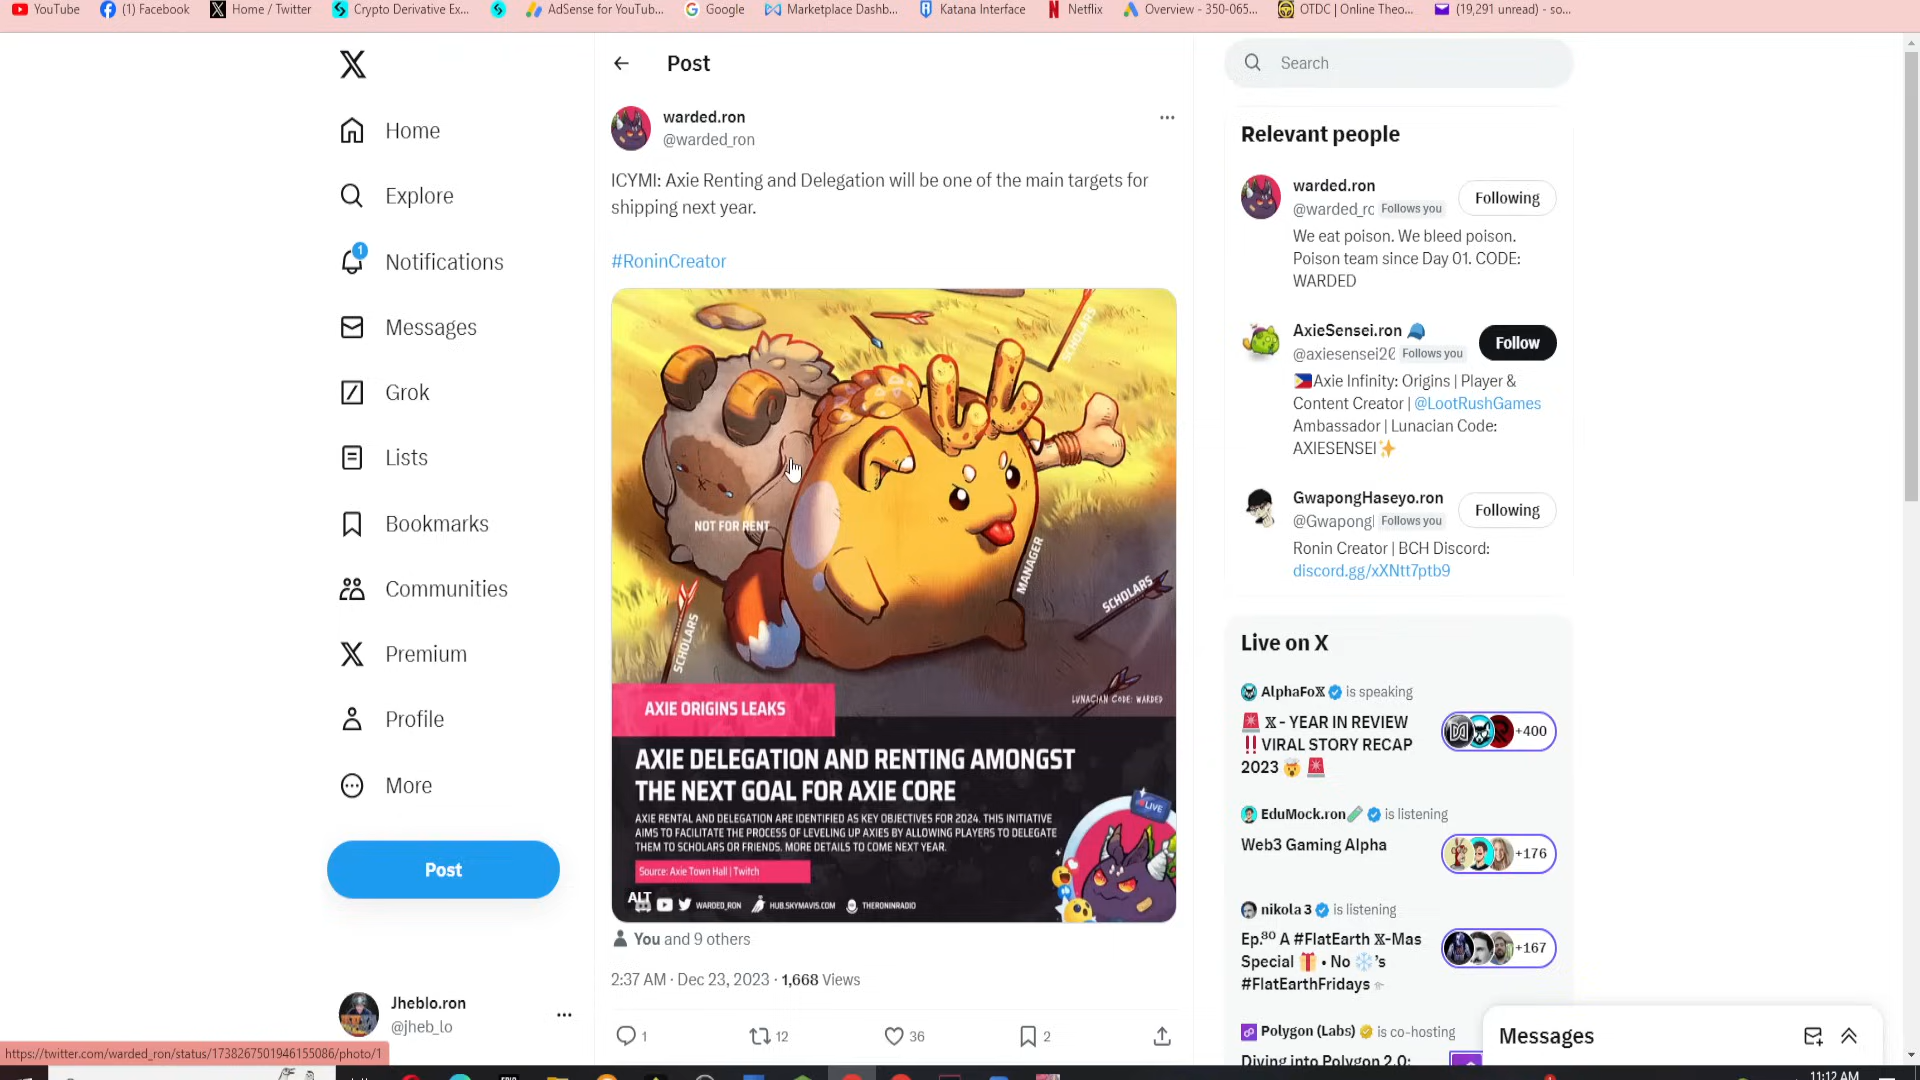 YouTube (1) Facebook Home / Twitter Crypto Derivative Ex... AdSense for YouTub... Google Marketplace Dashb... Katana Interface Netflix Overview - 350-065... OTDC | Online Theo... (19,291 unread) - so...
Home
Explore
1
Notifications
Messages
Grok
Lists
Bookmarks
Communities
Premium
Profile
More
Post
Jheblo.ron
@jheb_lo
https://twitter.com/warded_ron/status/1738267501946155086/photo/1
Post
warded.ron
@warded_ron
ICYMI: Axie Renting and Delegation will be one of the main targets for
shipping next year.
#RoninCreator
SCHOLARS
NOT FOR RENT
MANAGER
SCHOLARS
SCHOLARS
LUNACIAN CODE: WARDED
AXIE ORIGINS LEAKS
AXIE DELEGATION AND RENTING AMONGST
THE NEXT GOAL FOR AXIE CORE
AXIE RENTAL AND DELEGATION ARE IDENTIFIED AS KEY OBJECTIVES FOR 2024. THIS INITIATIVE
AIMS TO FACILITATE THE PROCESS OF LEVELING UP AXIES BY ALLOWING PLAYERS TO DELEGATE
THEM TO SCHOLARS OR FRIENDS. MORE DETAILS TO COME NEXT YEAR.
LIVE
Source: Axie Town Hall | Twitch
ALT
WARDED_RON HUB.SKYMAVIS.COM THERONINRADIO
You and 9 others
2:37 AM · Dec 23, 2023 · 1,668 Views
1 12 36 2
Search
Relevant people
warded.ron
@warded_rc Follows you
Following
We eat poison. We bleed poison.
Poison team since Day 01. CODE:
WARDED
AxieSensei.ron
@axiesensei20 Follows you
Follow
Axie Infinity: Origins | Player &
Content Creator | @LootRushGames
Ambassador | Lunacian Code:
AXIESENSEI
GwapongHaseyo.ron
@Gwapongl Follows you
Following
Ronin Creator | BCH Discord:
discord.gg/xXNtt7ptb9
Live on X
AlphaFoX is speaking
X - YEAR IN REVIEW
VIRAL STORY RECAP
2023
+400
EduMock.ron is listening
Web3 Gaming Alpha
+176
nikola 3 is listening
Ep.80 A #FlatEarth X-Mas
Special • No 's
#FlatEarthFridays
+167
Polygon (Labs) is co-hosting
Diving into Polygon 2.0:
Messages
11:12 AM